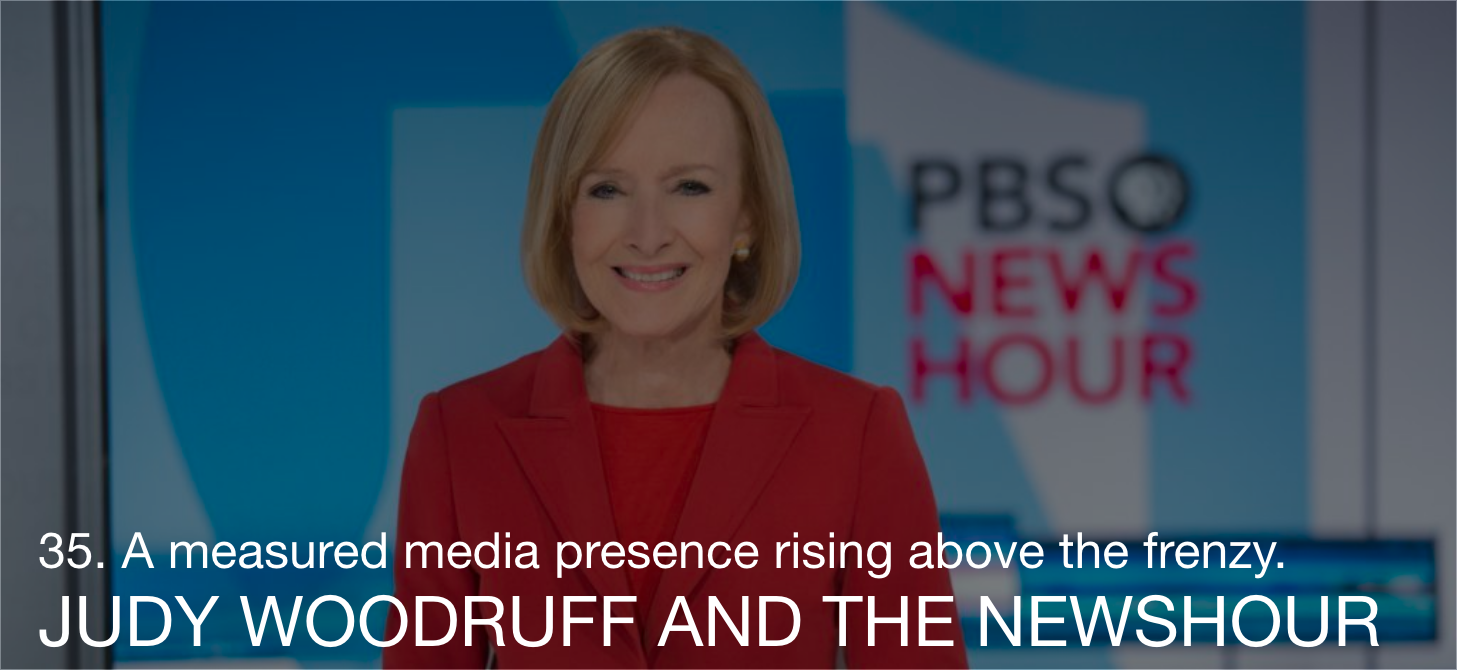 PBS
NEWS
HOUR
35. A measured media presence rising above the frenzy.
JUDY WOODRUFF AND THE NEWSHOUR